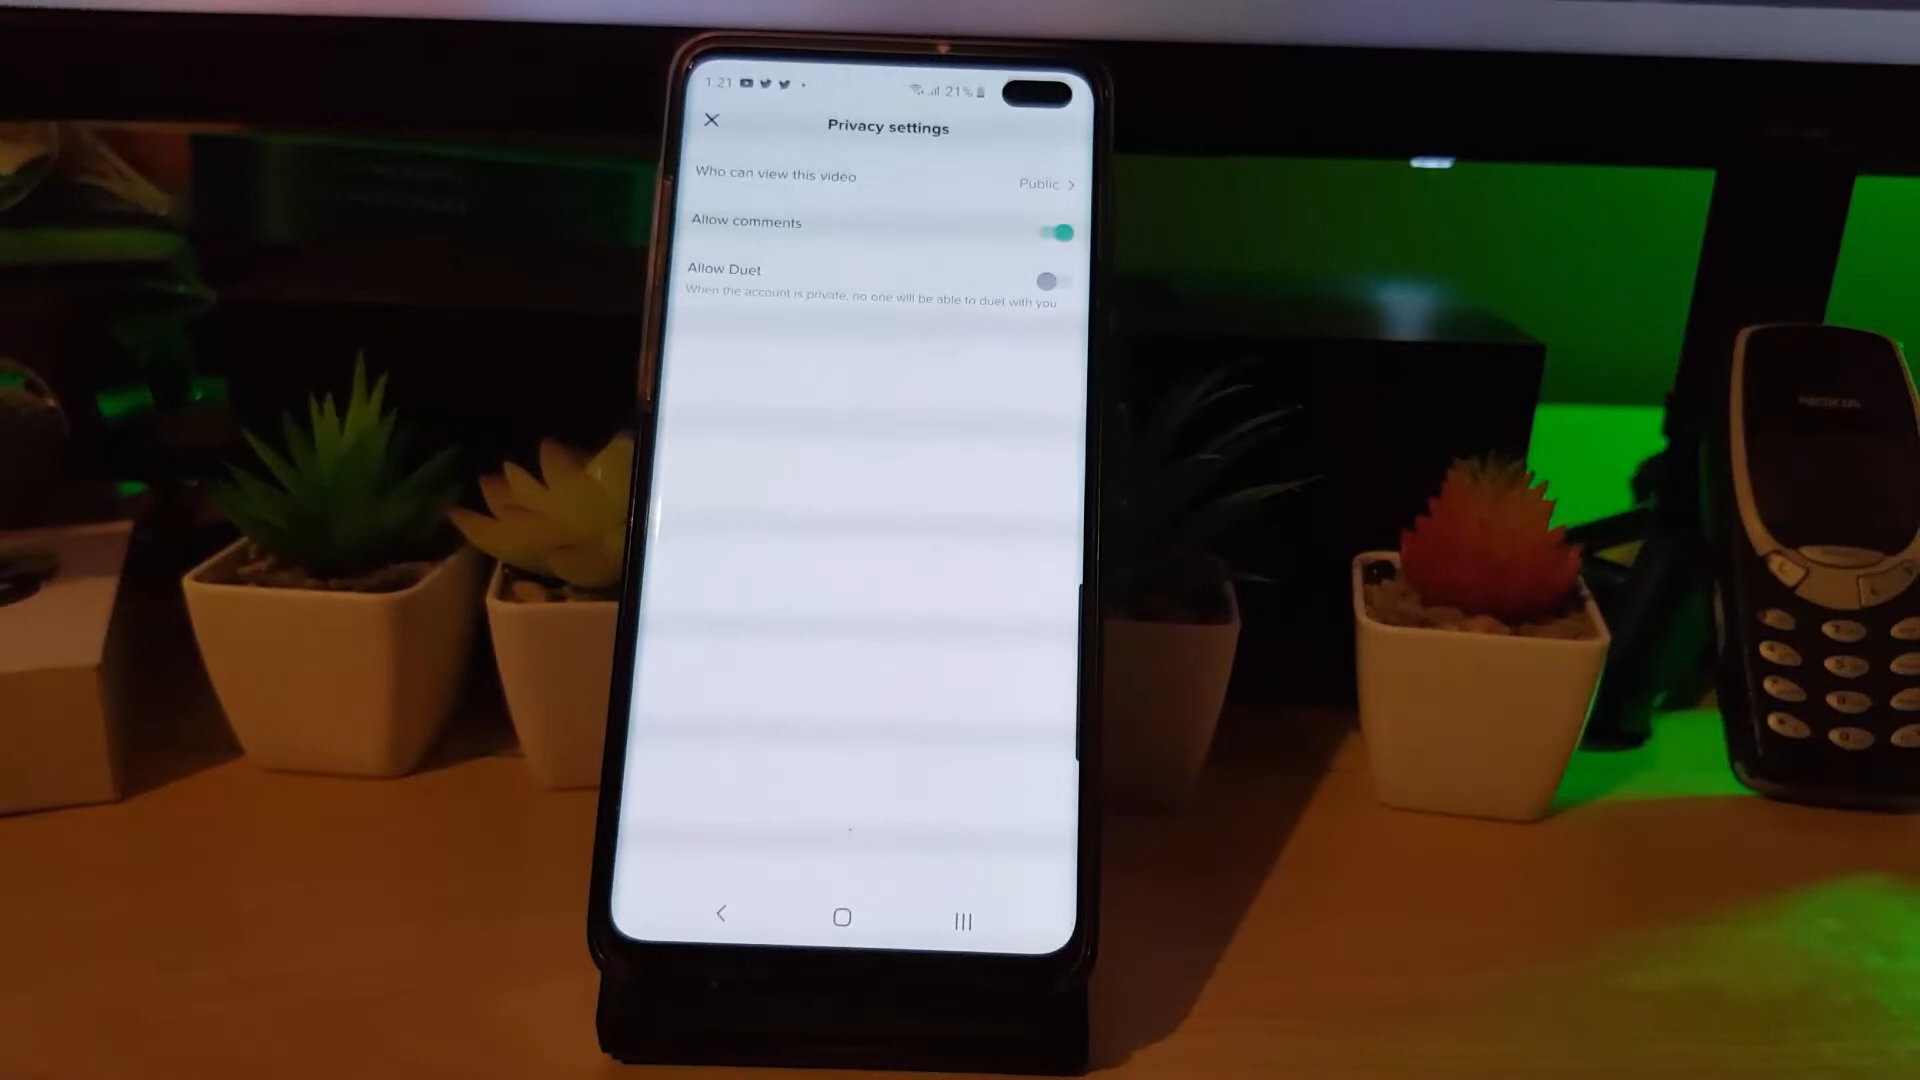 1.21
21%
Privacy settings
Who can view this video
Public
Allow comments
Allow Duet
When the account is private, no one will be able to duet with you
NOKIA